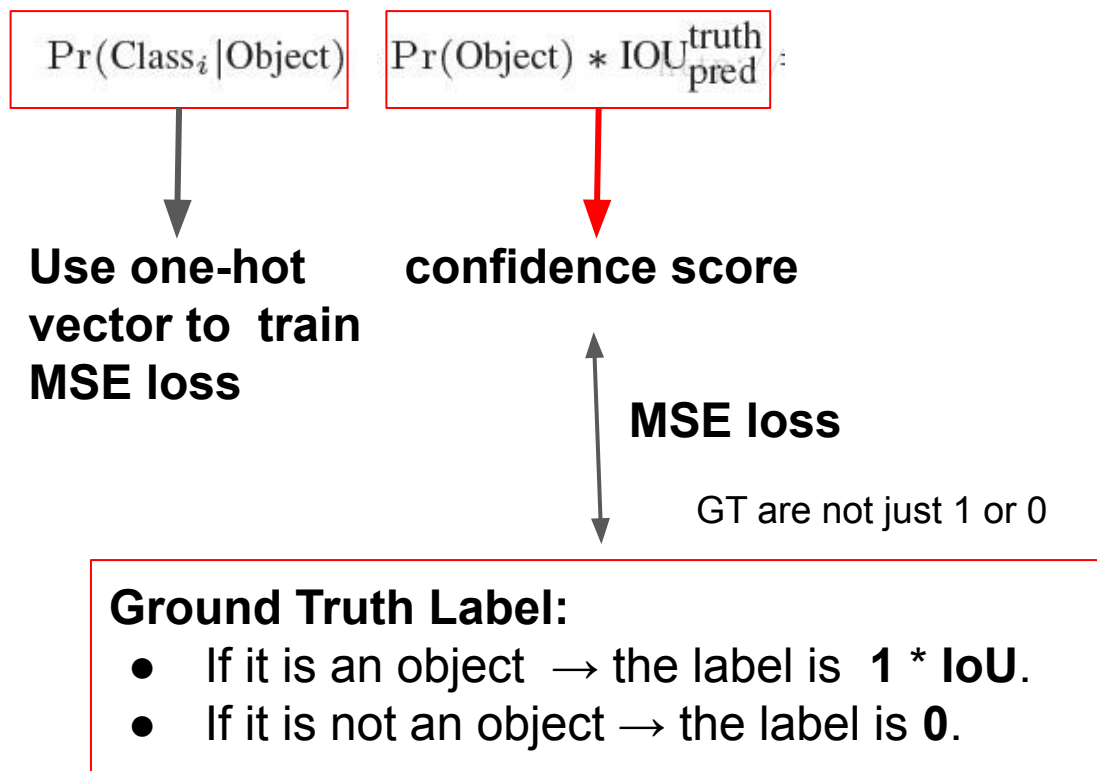 Pr(Class_i|Object) Pr(Object) * IOU^truth_pred
Use one-hot
vector to train
MSE loss
confidence score
MSE loss
GT are not just 1 or 0
Ground Truth Label:
● If it is an object → the label is 1 * IoU.
● If it is not an object → the label is 0.